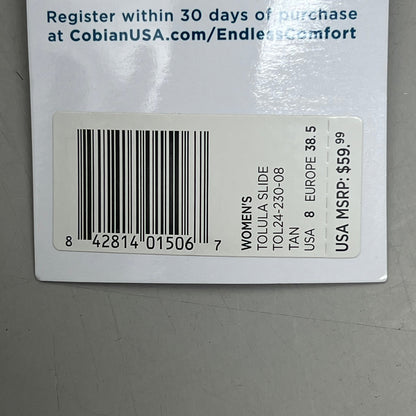 Register within 30 days of purchase
at CobianUSA.com/EndlessComfort
8 42814 01506 7
WOMEN'S
TOLULA SLIDE
TOL24-230-08
TAN
USA 8 EUROPE 38.5
USA MSRP: $59.99